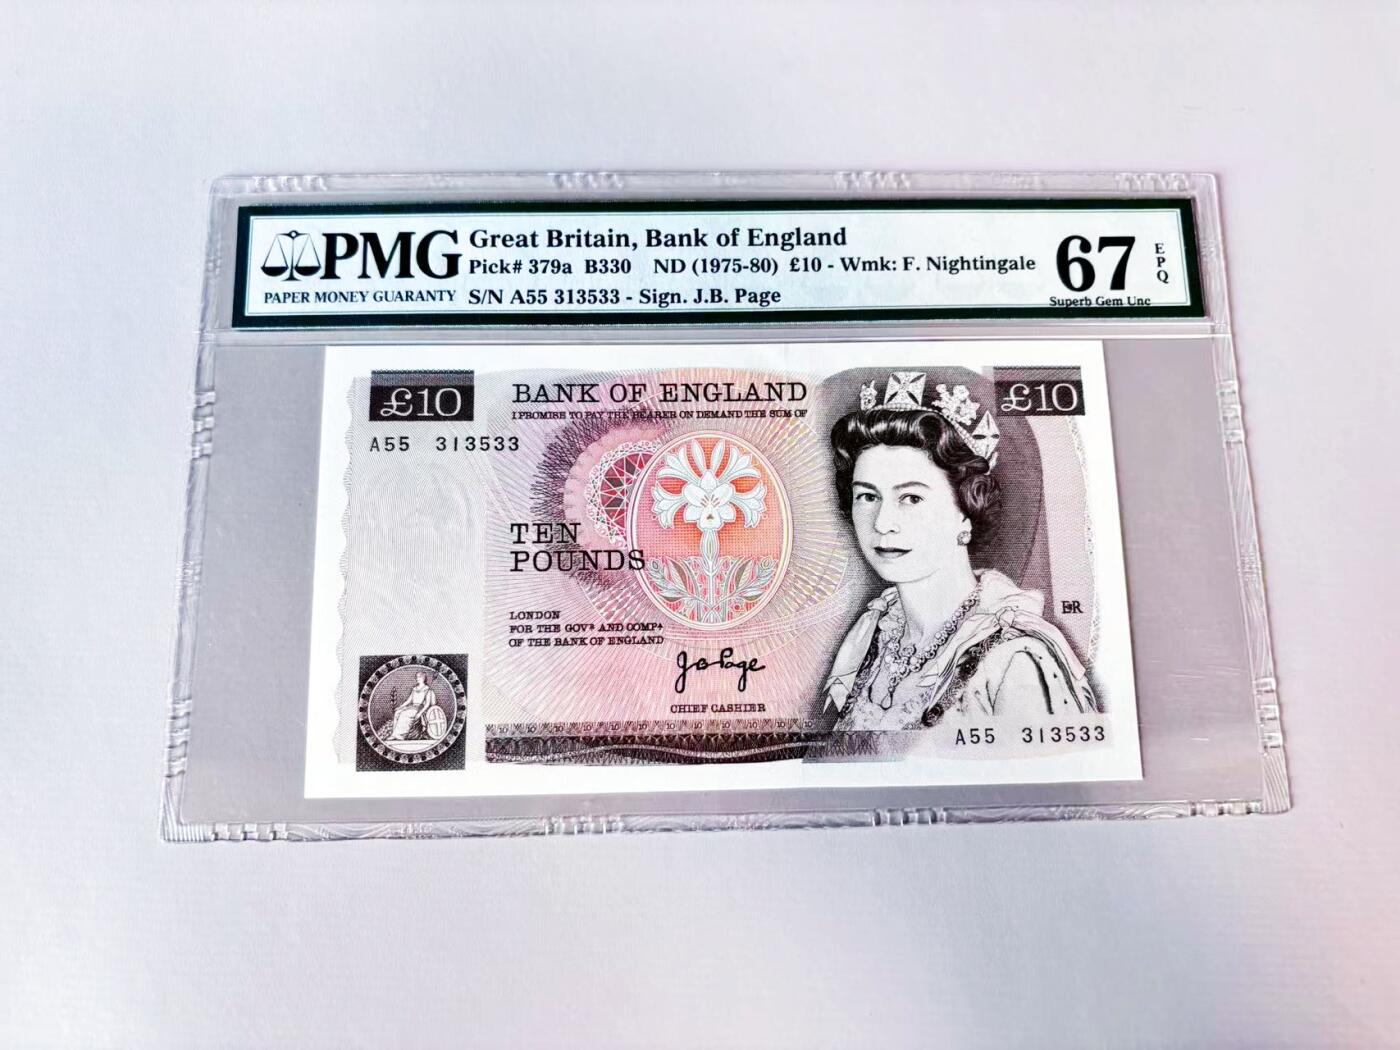 PMG
PAPER MONEY GUARANTY
Great Britain, Bank of England
Pick# 379a B330 ND (1975-80) £10 - Wmk: F. Nightingale
S/N A55 313533 - Sign. J.B. Page
67
Superb Gem Unc
E
P
Q
£10
BANK OF ENGLAND
I PROMISE TO PAY THE BEARER ON DEMAND THE SUM OF
£10
A55 313533
TEN
POUNDS
LONDON
FOR THE GOVR AND COMPA
OF THE BANK OF ENGLAND
J B Page
CHIEF CASHIER
E R
A55 313533